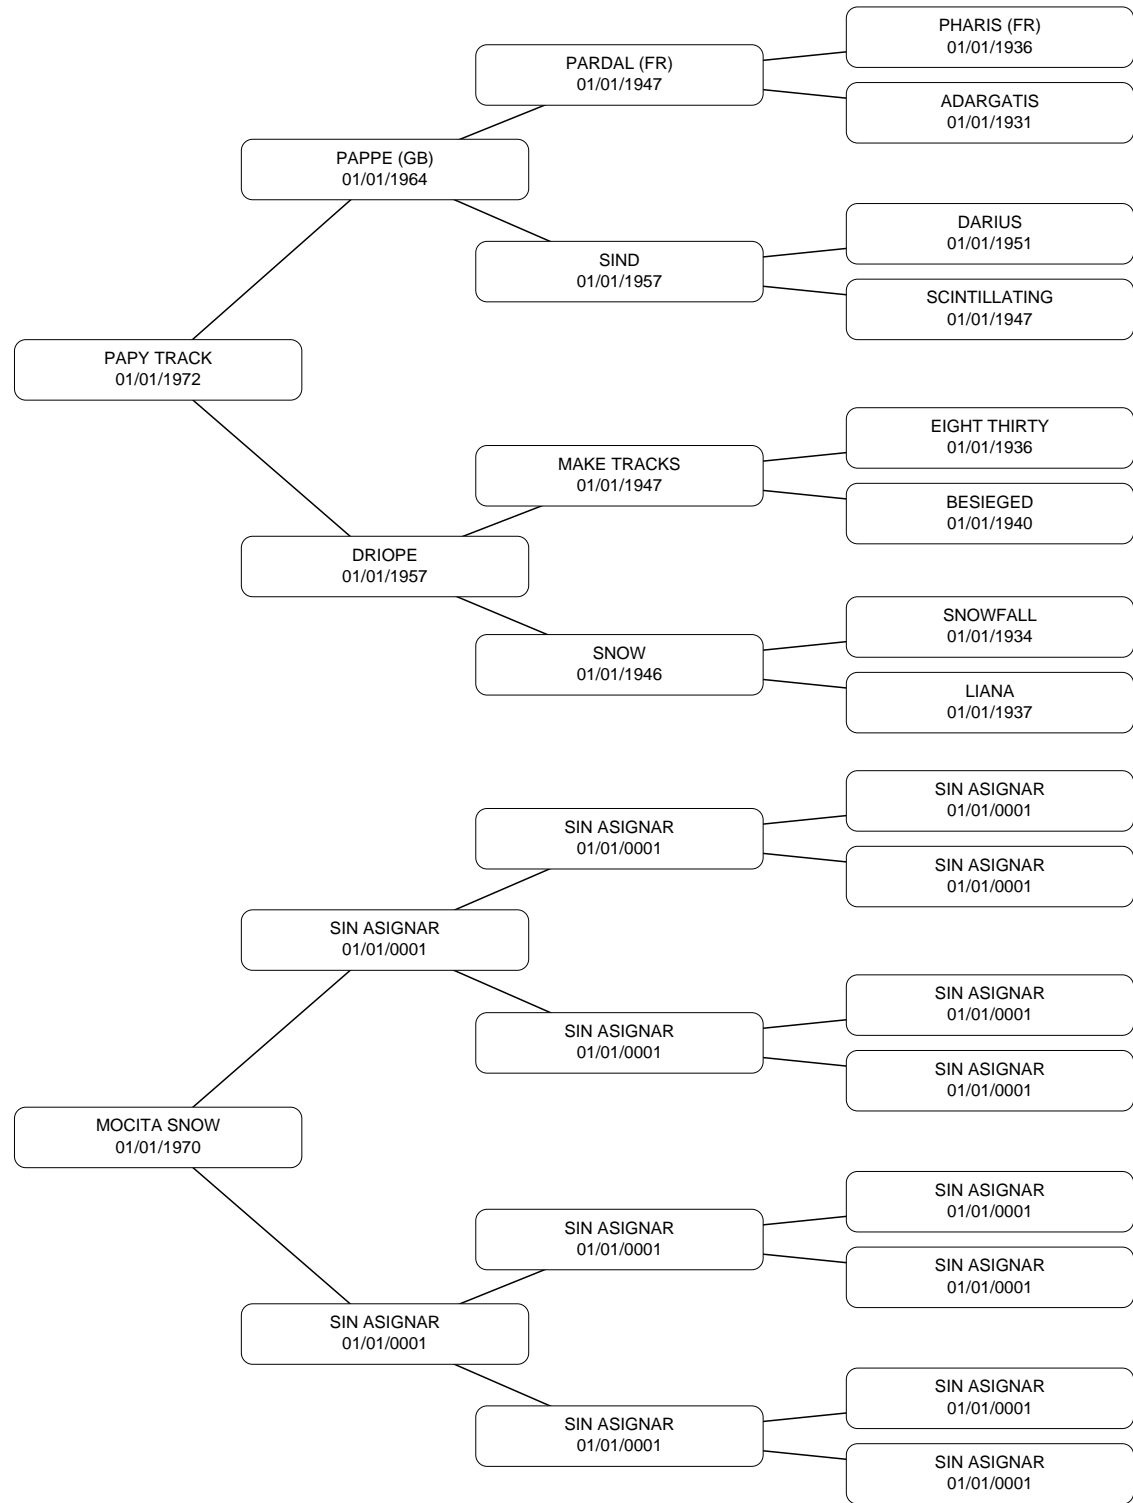 PHARIS (FR)
01/01/1936
PARDAL (FR)
01/01/1947
ADARGATIS
01/01/1931
PAPPE (GB)
01/01/1964
DARIUS
01/01/1951
SIND
01/01/1957
SCINTILLATING
01/01/1947
PAPY TRACK
01/01/1972
EIGHT THIRTY
01/01/1936
MAKE TRACKS
01/01/1947
BESIEGED
01/01/1940
DRIOPE
01/01/1957
SNOWFALL
01/01/1934
SNOW
01/01/1946
LIANA
01/01/1937
SIN ASIGNAR
01/01/0001
SIN ASIGNAR
01/01/0001
SIN ASIGNAR
01/01/0001
SIN ASIGNAR
01/01/0001
SIN ASIGNAR
01/01/0001
SIN ASIGNAR
01/01/0001
SIN ASIGNAR
01/01/0001
MOCITA SNOW
01/01/1970
SIN ASIGNAR
01/01/0001
SIN ASIGNAR
01/01/0001
SIN ASIGNAR
01/01/0001
SIN ASIGNAR
01/01/0001
SIN ASIGNAR
01/01/0001
SIN ASIGNAR
01/01/0001
SIN ASIGNAR
01/01/0001